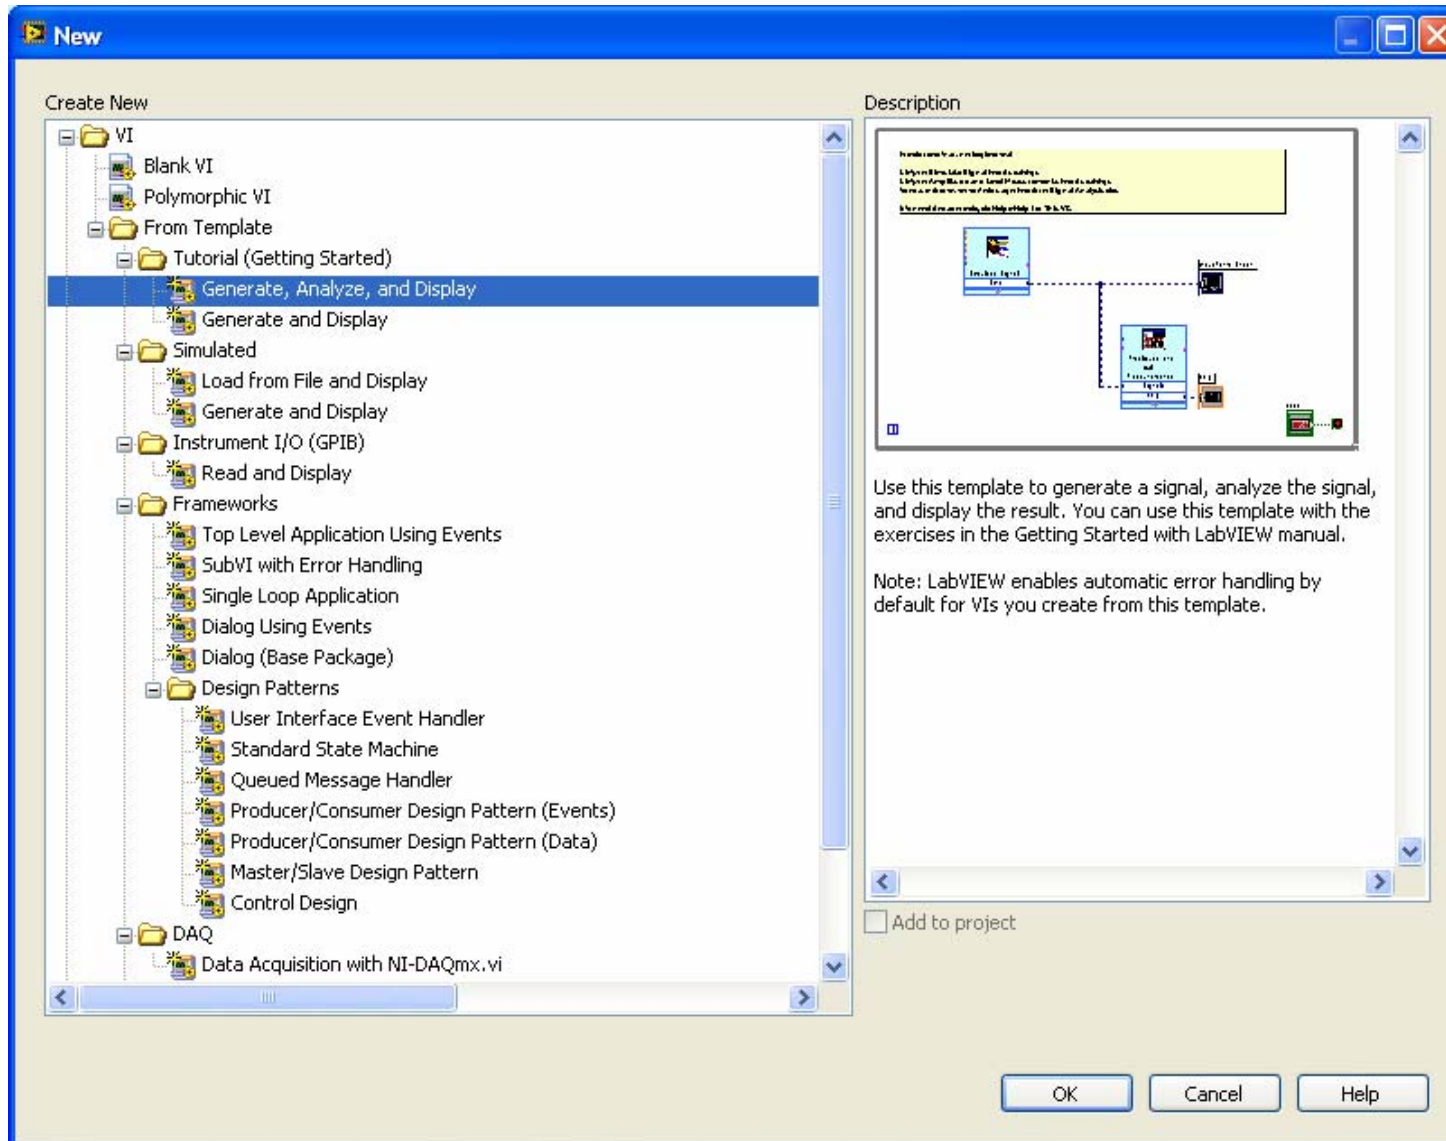 New
Create New
VI
Blank VI
Polymorphic VI
From Template
Tutorial (Getting Started)
Generate, Analyze, and Display
Generate and Display
Simulated
Load from File and Display
Generate and Display
Instrument I/O (GPIB)
Read and Display
Frameworks
Top Level Application Using Events
SubVI with Error Handling
Single Loop Application
Dialog Using Events
Dialog (Base Package)
Design Patterns
User Interface Event Handler
Standard State Machine
Queued Message Handler
Producer/Consumer Design Pattern (Events)
Producer/Consumer Design Pattern (Data)
Master/Slave Design Pattern
Control Design
DAQ
Data Acquisition with NI-DAQmx.vi
Description
Use this template to generate a signal, analyze the signal,
and display the result. You can use this template with the
exercises in the Getting Started with LabVIEW manual.
Note: LabVIEW enables automatic error handling by
default for VIs you create from this template.
Add to project
OK
Cancel
Help